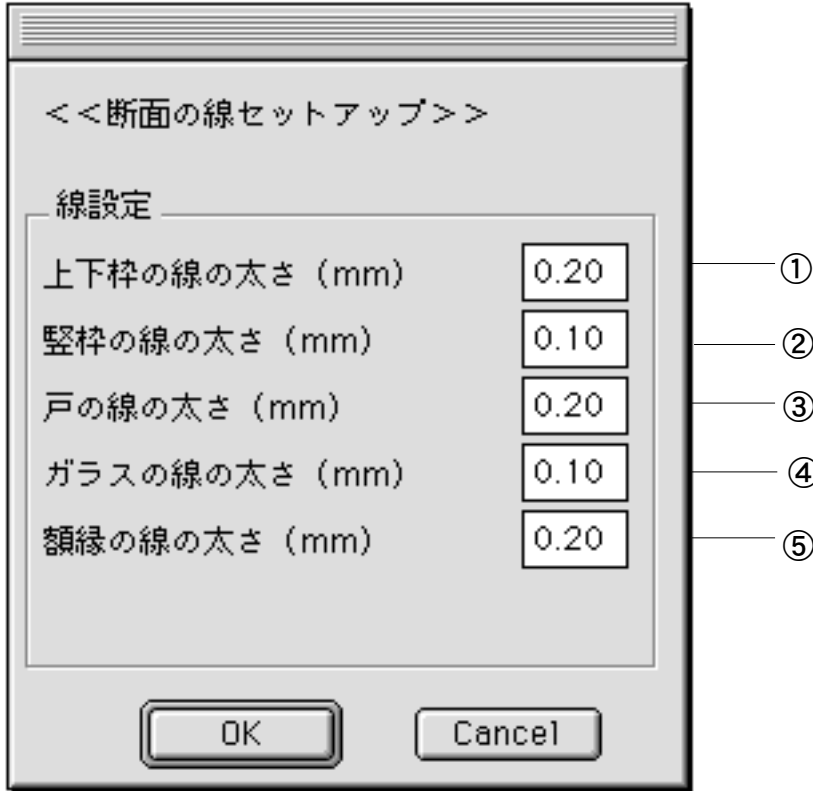 <<断面の線セットアップ>>
線設定
上下枠の線の太さ (mm) 0.20 ①
竪枠の線の太さ (mm) 0.10 ②
戸の線の太さ (mm) 0.20 ③
ガラスの線の太さ (mm) 0.10 ④
額縁の線の太さ (mm) 0.20 ⑤
OK Cancel